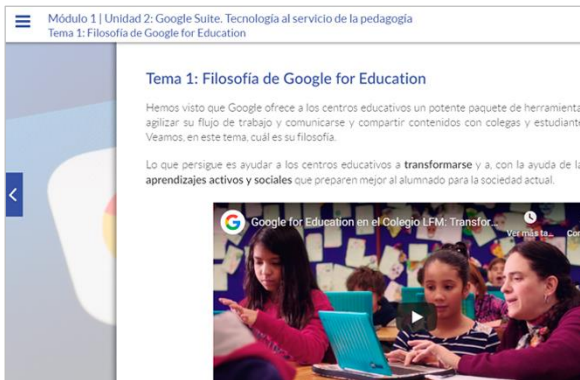 Módulo 1 | Unidad 2: Google Suite. Tecnología al servicio de la pedagogía
Tema 1: Filosofía de Google for Education
Tema 1: Filosofía de Google for Education
Hemos visto que Google ofrece a los centros educativos un potente paquete de herramienta
agilizar su flujo de trabajo y comunicarse y compartir contenidos con colegas y estudiante
Veamos, en este tema, cuál es su filosofía.
Lo que persigue es ayudar a los centros educativos a transformarse y a, con la ayuda de la
aprendizajes activos y sociales que preparen mejor al alumnado para la sociedad actual.
G Google for Education en el Colegio LFM: Transfor...
Ver más ta... Co